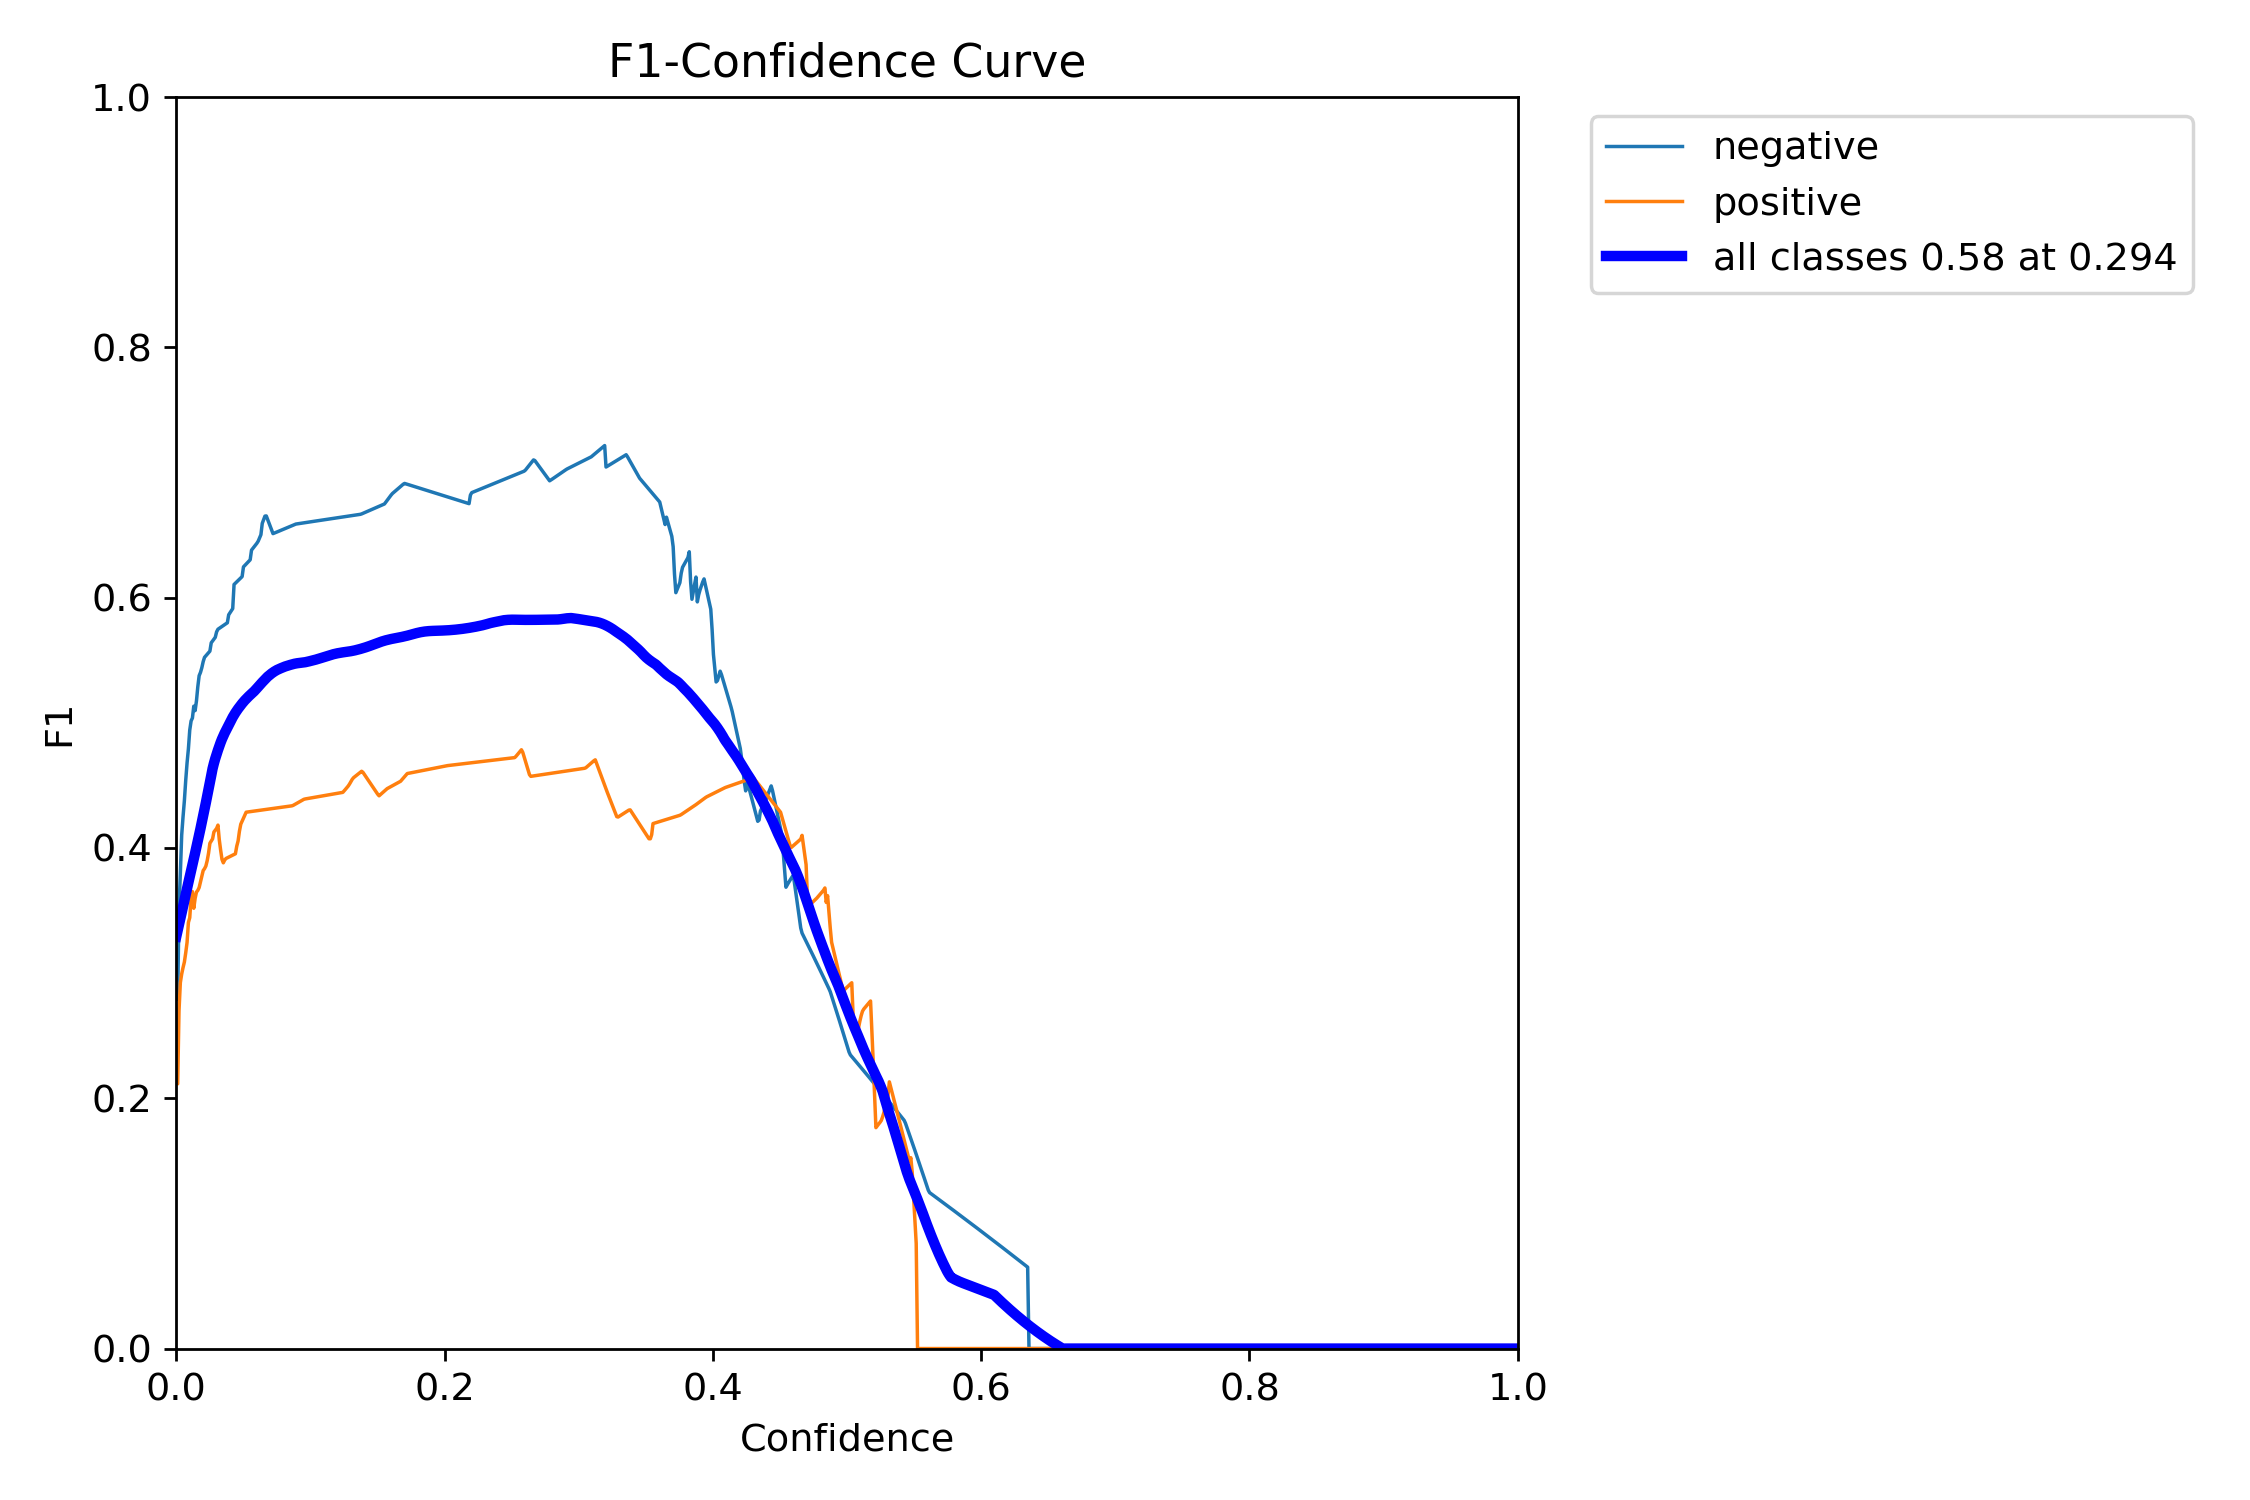 F1-Confidence Curve
negative
positive
all classes 0.58 at 0.294
1.0
0.8
0.6
0.4
0.2
0.0
F1
0.0 0.2 0.4 0.6 0.8 1.0
Confidence